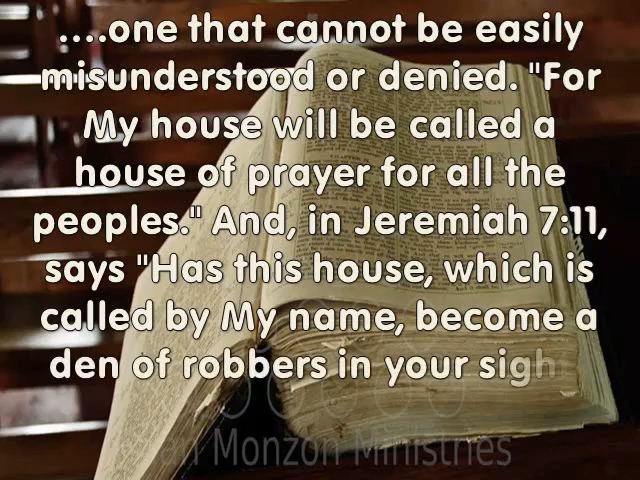 ....one that cannot be easily
misunderstood or denied. "For
My house will be called a
house of prayer for all the
peoples." And, in Jeremiah 7:11,
says "Has this house, which is
called by My name, become a
den of robbers in your sigh
Monzon Ministries